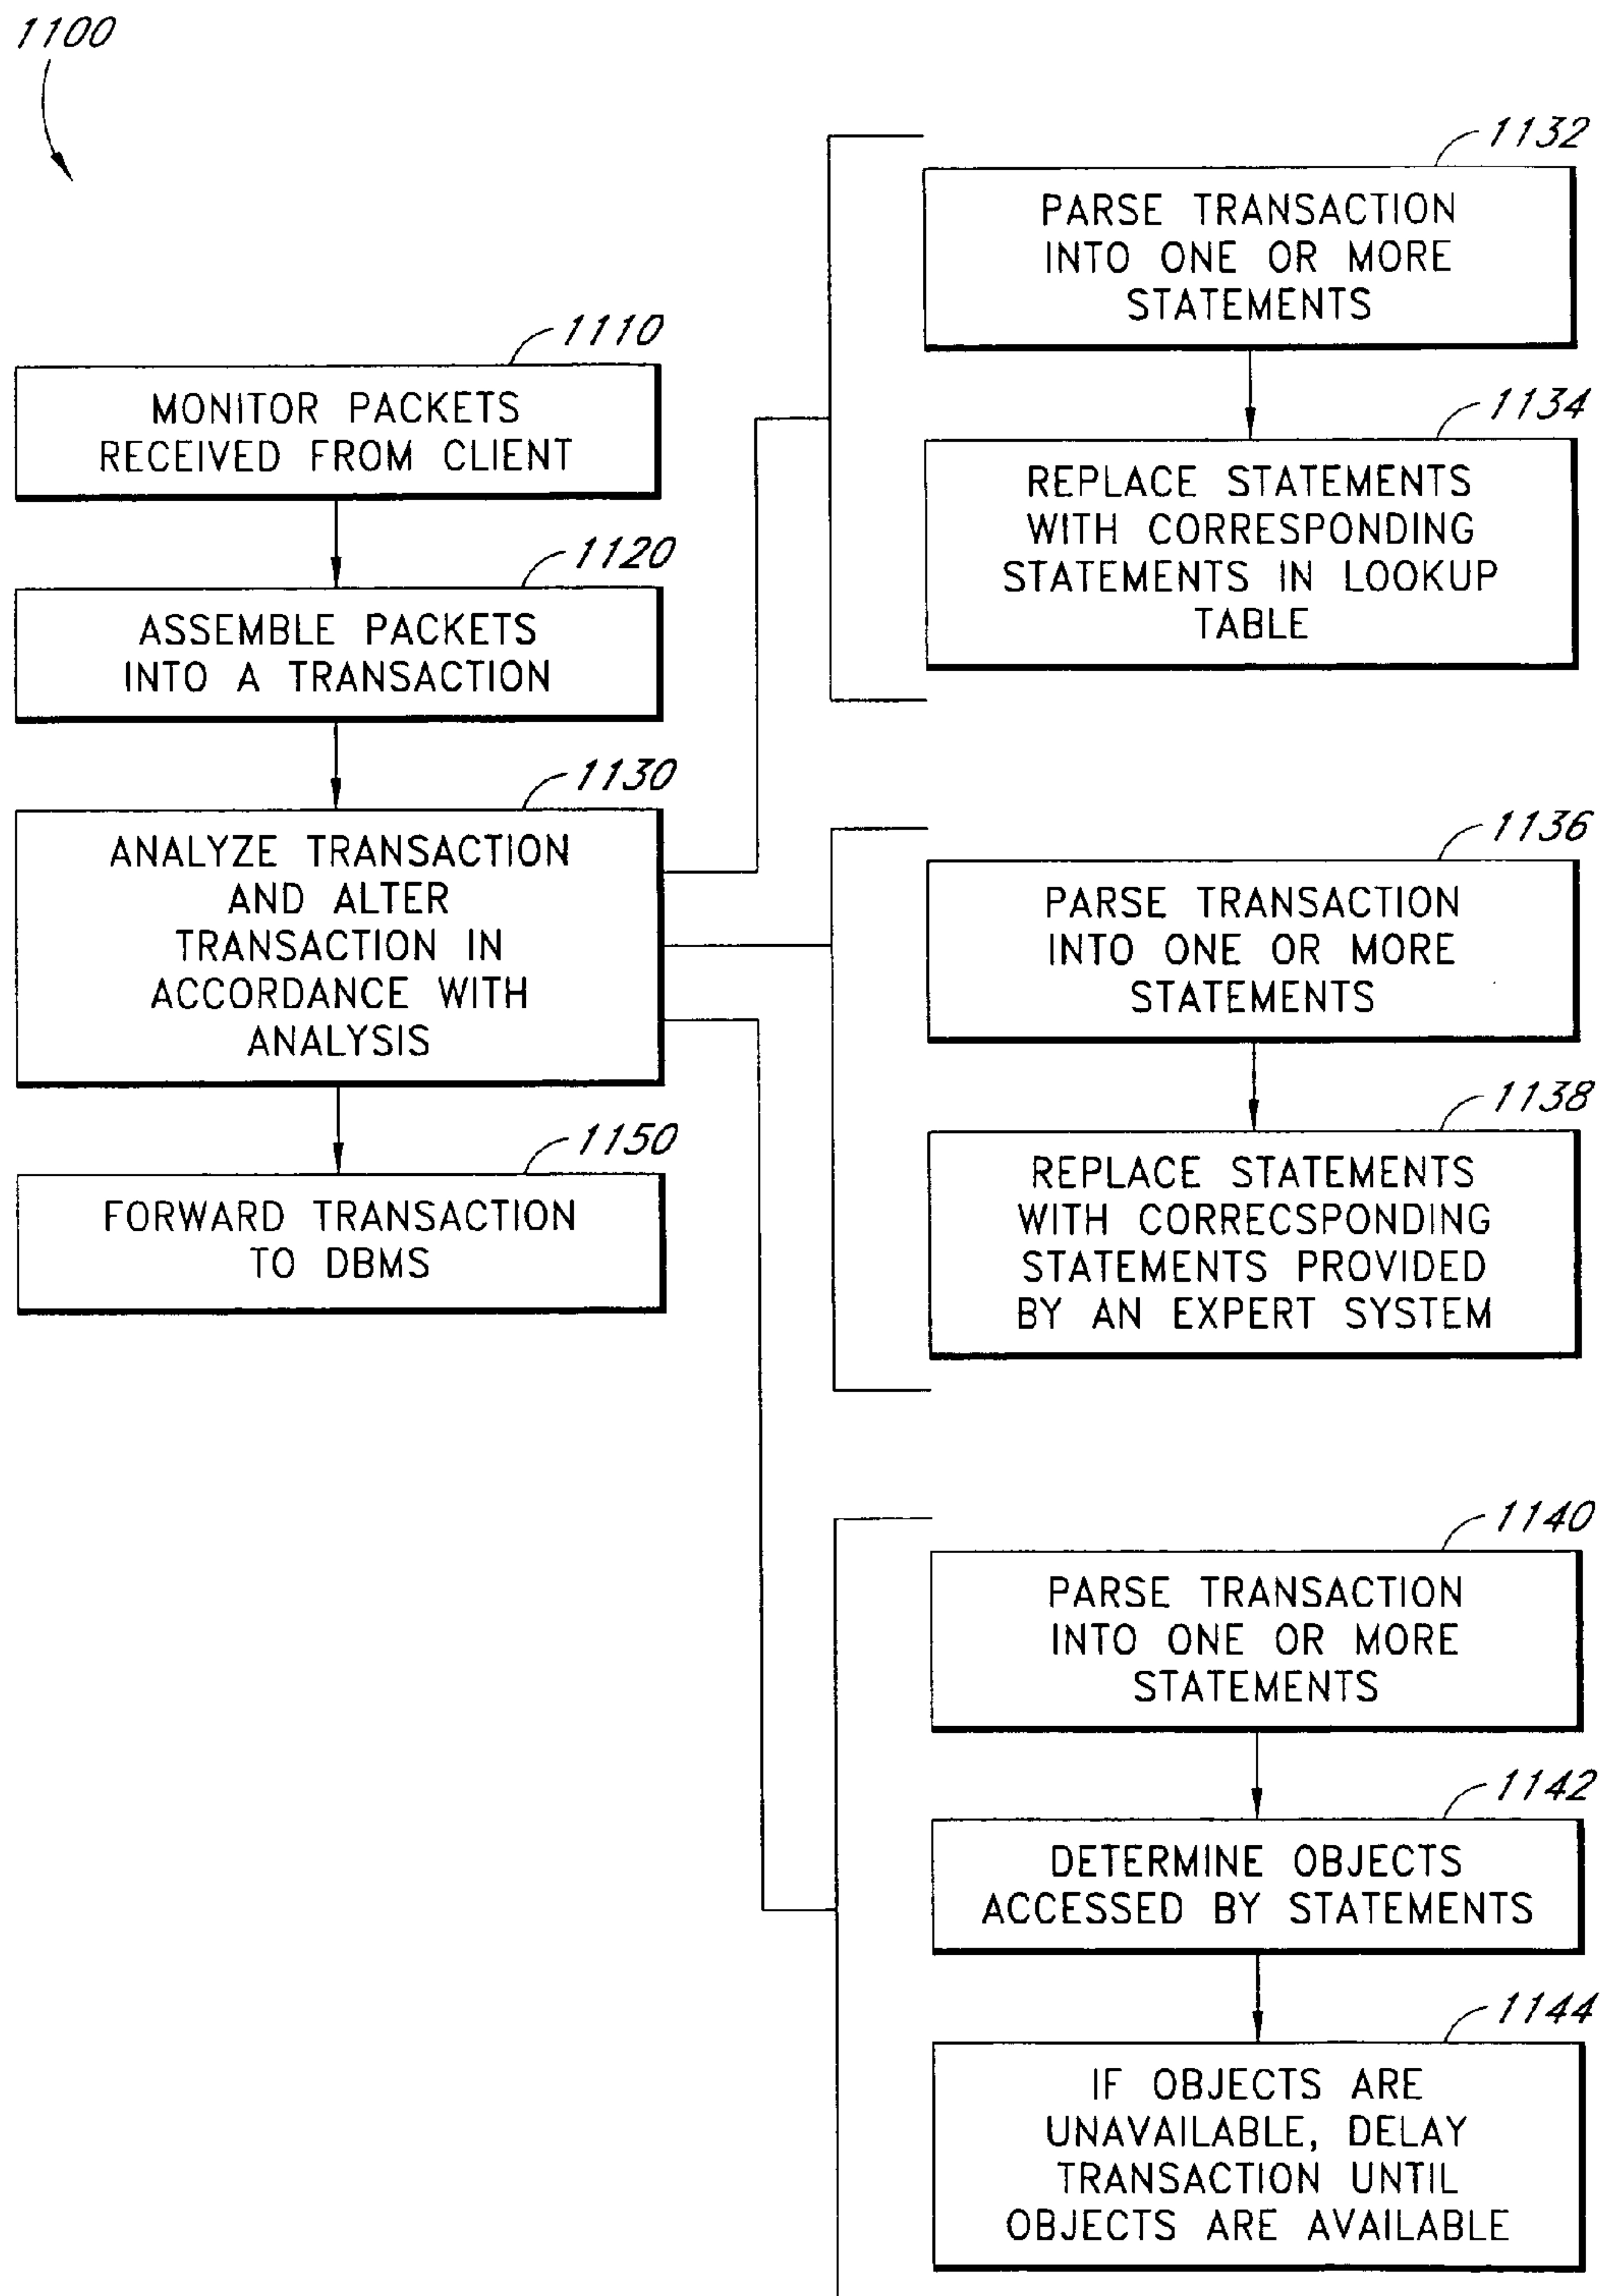 1100
1110
MONITOR PACKETS
RECEIVED FROM CLIENT
1120
ASSEMBLE PACKETS
INTO A TRANSACTION
1130
ANALYZE TRANSACTION
AND ALTER
TRANSACTION IN
ACCORDANCE WITH
ANALYSIS
1150
FORWARD TRANSACTION
TO DBMS
1132
PARSE TRANSACTION
INTO ONE OR MORE
STATEMENTS
1134
REPLACE STATEMENTS
WITH CORRESPONDING
STATEMENTS IN LOOKUP
TABLE
1136
PARSE TRANSACTION
INTO ONE OR MORE
STATEMENTS
1138
REPLACE STATEMENTS
WITH CORRECSPONDING
STATEMENTS PROVIDED
BY AN EXPERT SYSTEM
1140
PARSE TRANSACTION
INTO ONE OR MORE
STATEMENTS
1142
DETERMINE OBJECTS
ACCESSED BY STATEMENTS
1144
IF OBJECTS ARE
UNAVAILABLE, DELAY
TRANSACTION UNTIL
OBJECTS ARE AVAILABLE